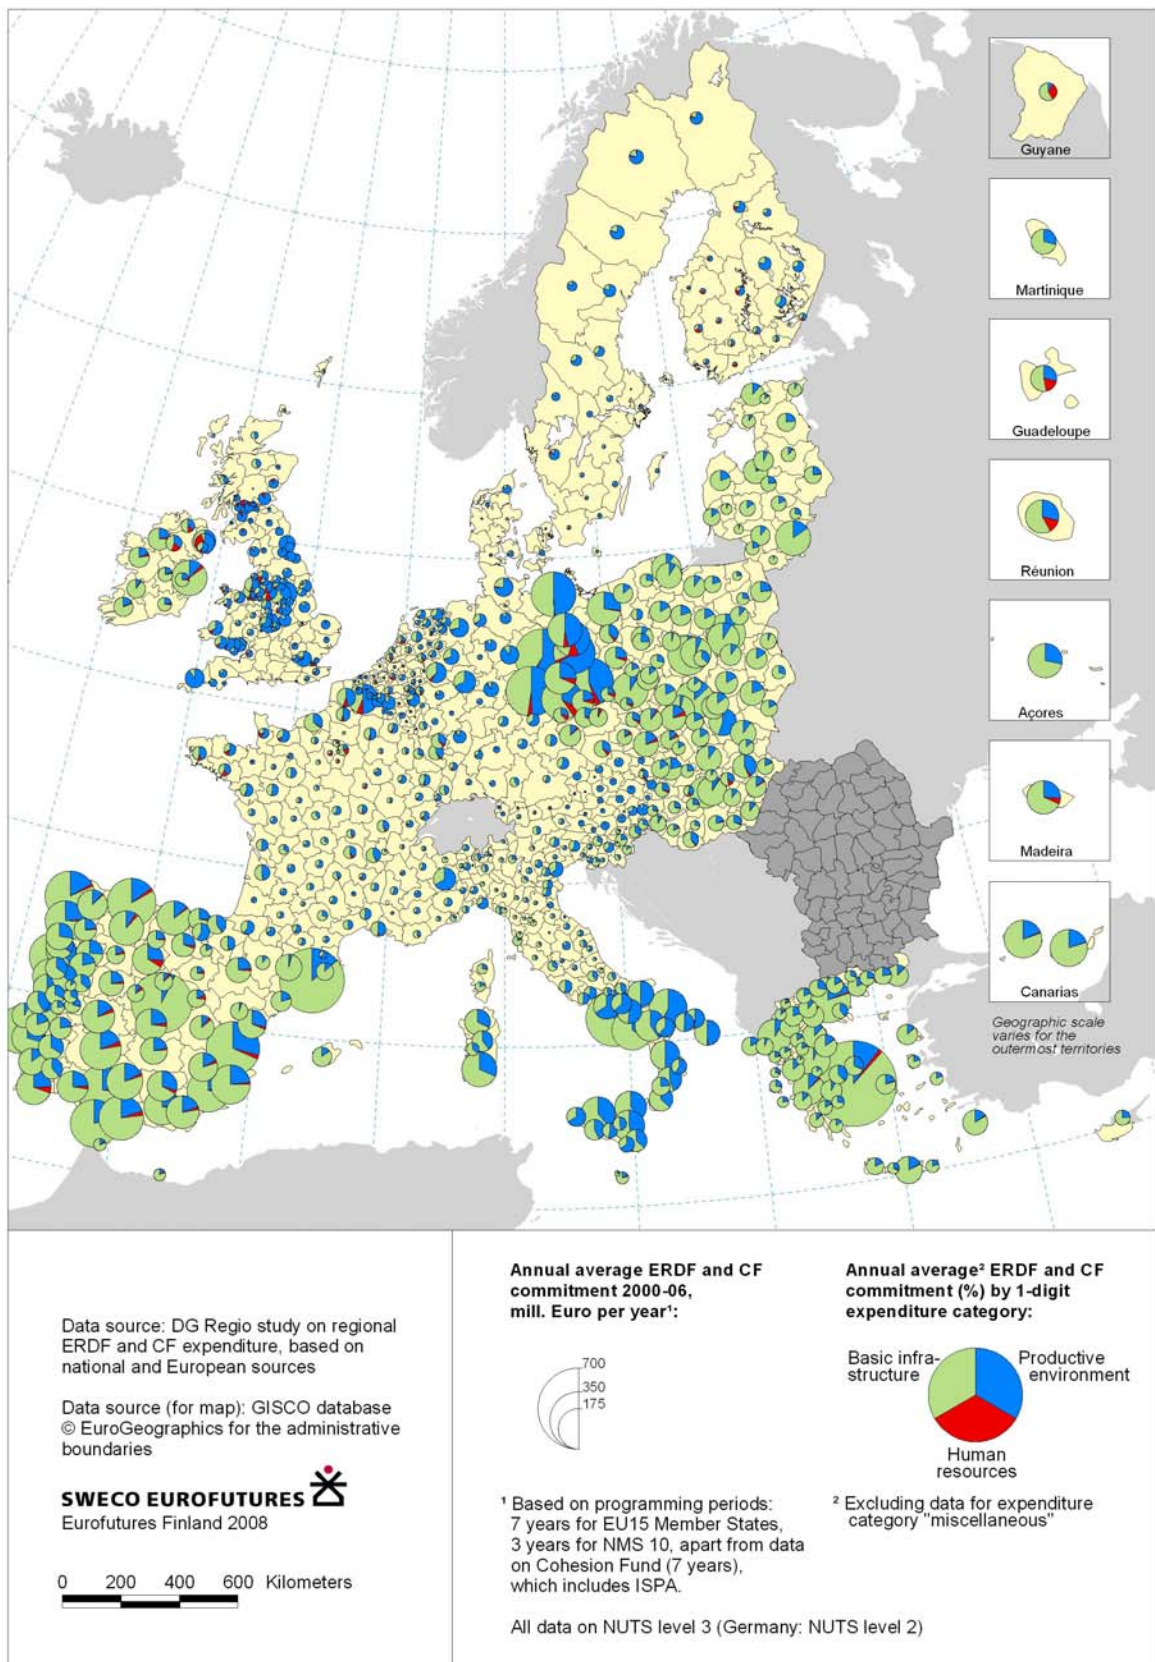 Guyane
Martinique
Guadeloupe
Réunion
Açores
Madeira
Canarias
Geographic scale
varies for the
outermost territories
Data source: DG Regio study on regional
ERDF and CF expenditure, based on
national and European sources
Data source (for map): GISCO database
© EuroGeographics for the administrative
boundaries
SWECO EUROFUTURES
Eurofutures Finland 2008
0 200 400 600 Kilometers
Annual average ERDF and CF
commitment 2000-06,
mill. Euro per year¹:
700
350
175
¹ Based on programming periods:
7 years for EU15 Member States,
3 years for NMS 10, apart from data
on Cohesion Fund (7 years),
which includes ISPA.
All data on NUTS level 3 (Germany: NUTS level 2)
Annual average² ERDF and CF
commitment (%) by 1-digit
expenditure category:
Basic infra-
structure
Productive
environment
Human
resources
² Excluding data for expenditure
category "miscellaneous"